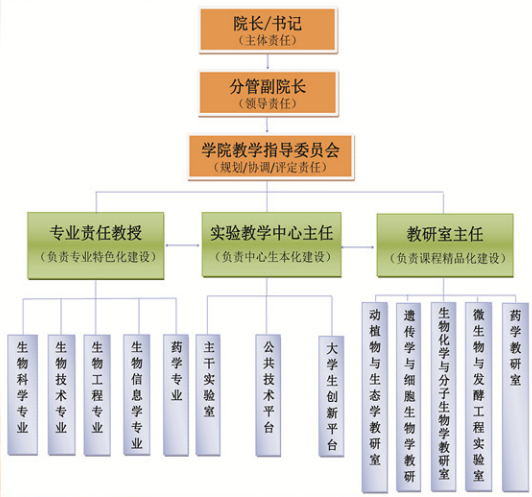 院长/书记
（主体责任）
分管副院长
（领导责任）
学院教学指导委员会
（规划/协调/评定责任）
专业责任教授
（负责专业特色化建设）
实验教学中心主任
（负责中心生本化建设）
教研室主任
（负责课程精品化建设）
生物科学专业
生物技术专业
生物工程专业
生物信息学专业
药学专业
主干实验室
公共技术平台
大学生创新平台
动植物与生态学教研室
遗传学与细胞生物学教研
生物化学与分子生物学教研室
微生物与发酵工程实验室
药学教研室